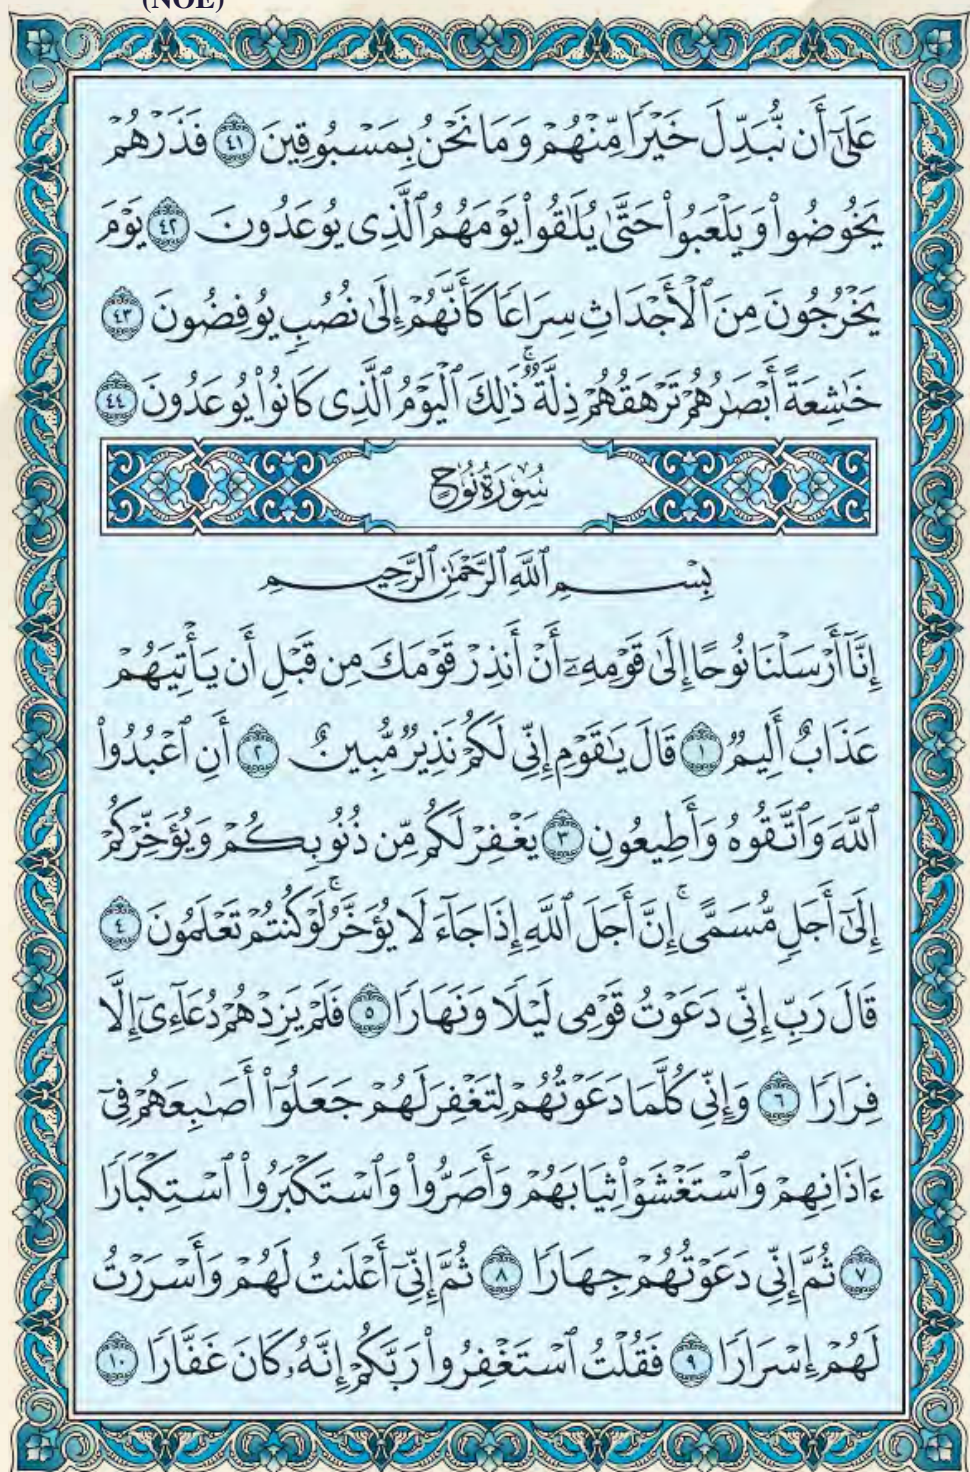 (NOE)
عَلَىٰٓ أَن نُّبَدِّلَ خَيْرًا مِّنْهُمْ وَمَا نَحْنُ بِمَسْبُوقِينَ ٤١ فَذَرْهُمْ
يَخُوضُوا۟ وَيَلْعَبُوا۟ حَتَّىٰ يُلَٰقُوا۟ يَوْمَهُمُ ٱلَّذِى يُوعَدُونَ ٤٢ يَوْمَ
يَخْرُجُونَ مِنَ ٱلْأَجْدَاثِ سِرَاعًا كَأَنَّهُمْ إِلَىٰ نُصُبٍ يُوفِضُونَ ٤٣
خَٰشِعَةً أَبْصَٰرُهُمْ تَرْهَقُهُمْ ذِلَّةٌ ۚ ذَٰلِكَ ٱلْيَوْمُ ٱلَّذِى كَانُوا۟ يُوعَدُونَ ٤٤
سُورَةُ نُوحٍ
بِسْمِ ٱللَّهِ ٱلرَّحْمَٰنِ ٱلرَّحِيمِ
إِنَّآ أَرْسَلْنَا نُوحًا إِلَىٰ قَوْمِهِۦٓ أَنْ أَنذِرْ قَوْمَكَ مِن قَبْلِ أَن يَأْتِيَهُمْ
عَذَابٌ أَلِيمٌ ١ قَالَ يَٰقَوْمِ إِنِّى لَكُمْ نَذِيرٌ مُّبِينٌ ٢ أَنِ ٱعْبُدُوا۟
ٱللَّهَ وَٱتَّقُوهُ وَأَطِيعُونِ ٣ يَغْفِرْ لَكُم مِّن ذُنُوبِكُمْ وَيُؤَخِّرْكُمْ
إِلَىٰٓ أَجَلٍ مُّسَمًّى ۚ إِنَّ أَجَلَ ٱللَّهِ إِذَا جَآءَ لَا يُؤَخَّرُ ۖ لَوْ كُنتُمْ تَعْلَمُونَ ٤
قَالَ رَبِّ إِنِّى دَعَوْتُ قَوْمِى لَيْلًا وَنَهَارًا ٥ فَلَمْ يَزِدْهُمْ دُعَآءِىٓ إِلَّا
فِرَارًا ٦ وَإِنِّى كُلَّمَا دَعَوْتُهُمْ لِتَغْفِرَ لَهُمْ جَعَلُوٓا۟ أَصَٰبِعَهُمْ فِىٓ
ءَاذَانِهِمْ وَٱسْتَغْشَوْا۟ ثِيَابَهُمْ وَأَصَرُّوا۟ وَٱسْتَكْبَرُوا۟ ٱسْتِكْبَارًا
٧ ثُمَّ إِنِّى دَعَوْتُهُمْ جِهَارًا ٨ ثُمَّ إِنِّىٓ أَعْلَنتُ لَهُمْ وَأَسْرَرْتُ
لَهُمْ إِسْرَارًا ٩ فَقُلْتُ ٱسْتَغْفِرُوا۟ رَبَّكُمْ إِنَّهُۥ كَانَ غَفَّارًا ١٠